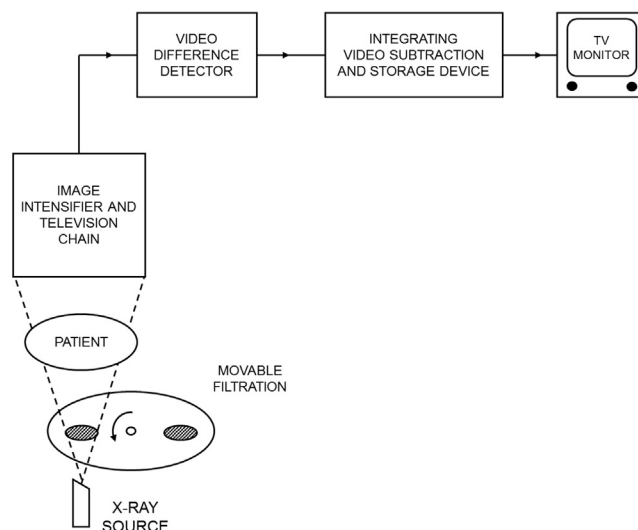 VIDEO
DIFFERENCE
DETECTOR
INTEGRATING
VIDEO SUBTRACTION
AND STORAGE DEVICE
TV
MONITOR
IMAGE
INTENSIFIER AND
TELEVISION
CHAIN
PATIENT
MOVABLE
FILTRATION
X-RAY
SOURCE